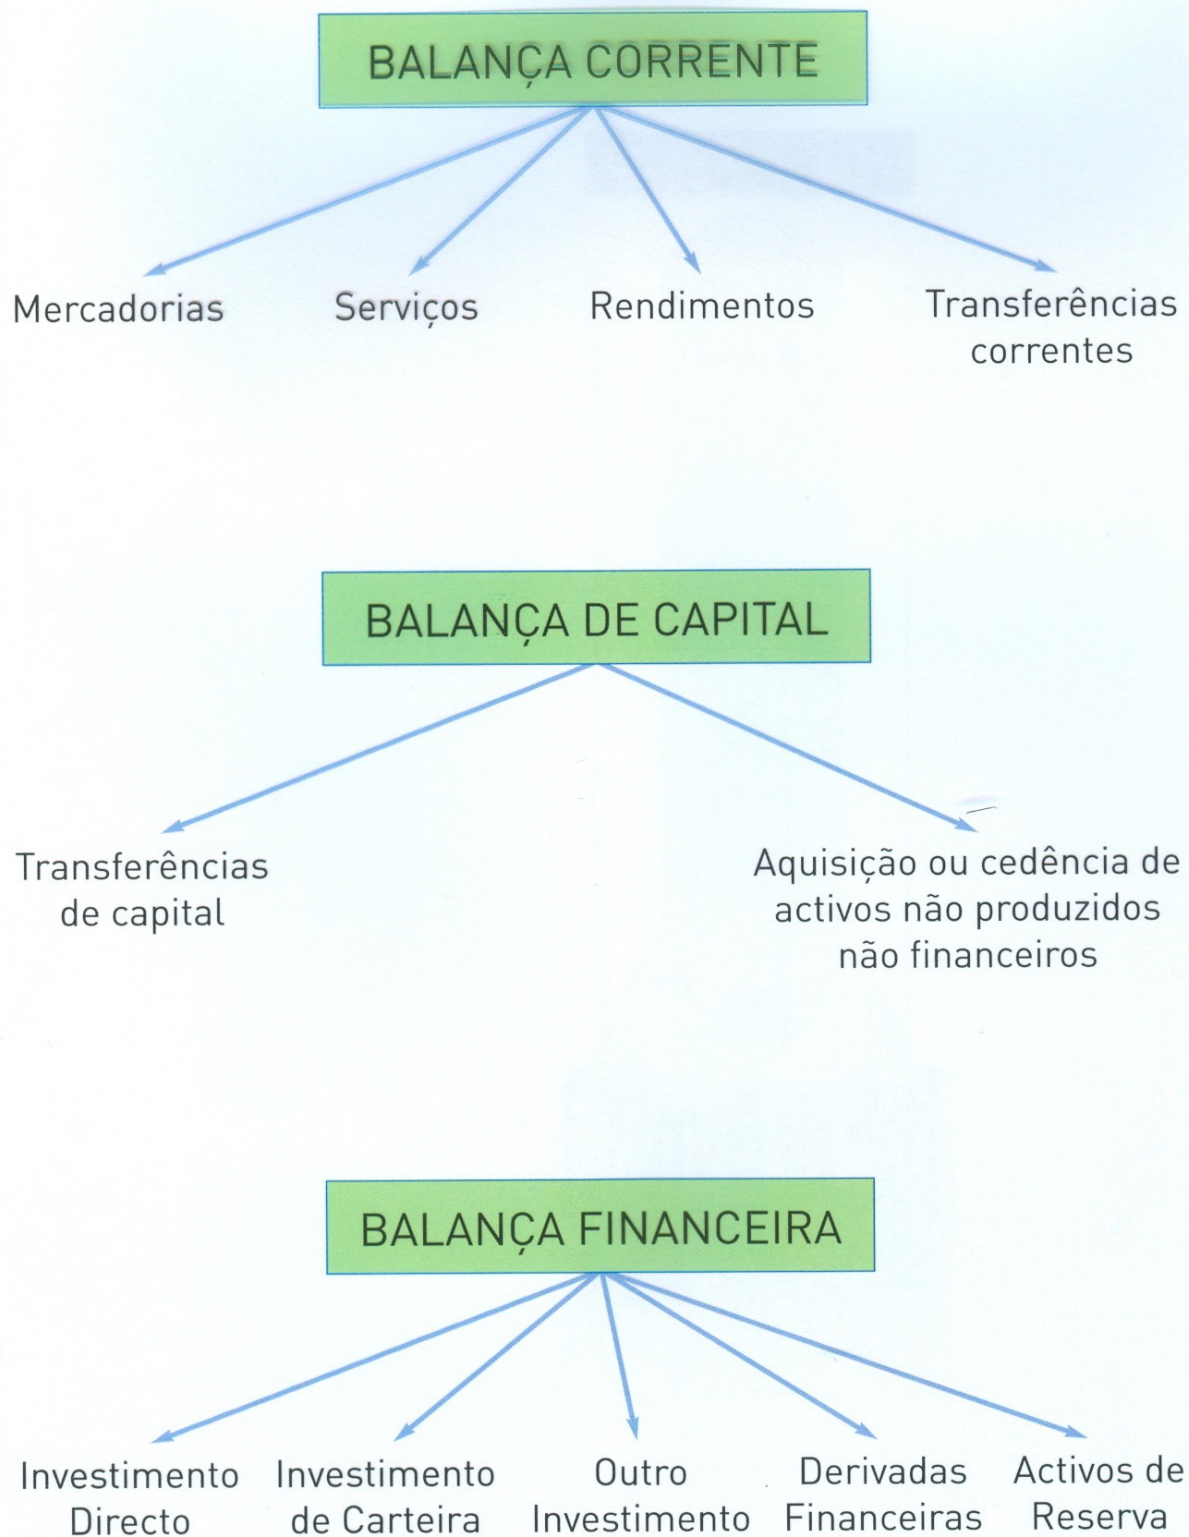 BALANÇA CORRENTE
Mercadorias
Serviços
Rendimentos
Transferências
correntes
BALANÇA DE CAPITAL
Transferências
de capital
Aquisição ou cedência de
activos não produzidos
não financeiros
BALANÇA FINANCEIRA
Investimento
Directo
Investimento
de Carteira
Outro
Investimento
Derivadas
Financeiras
Activos de
Reserva